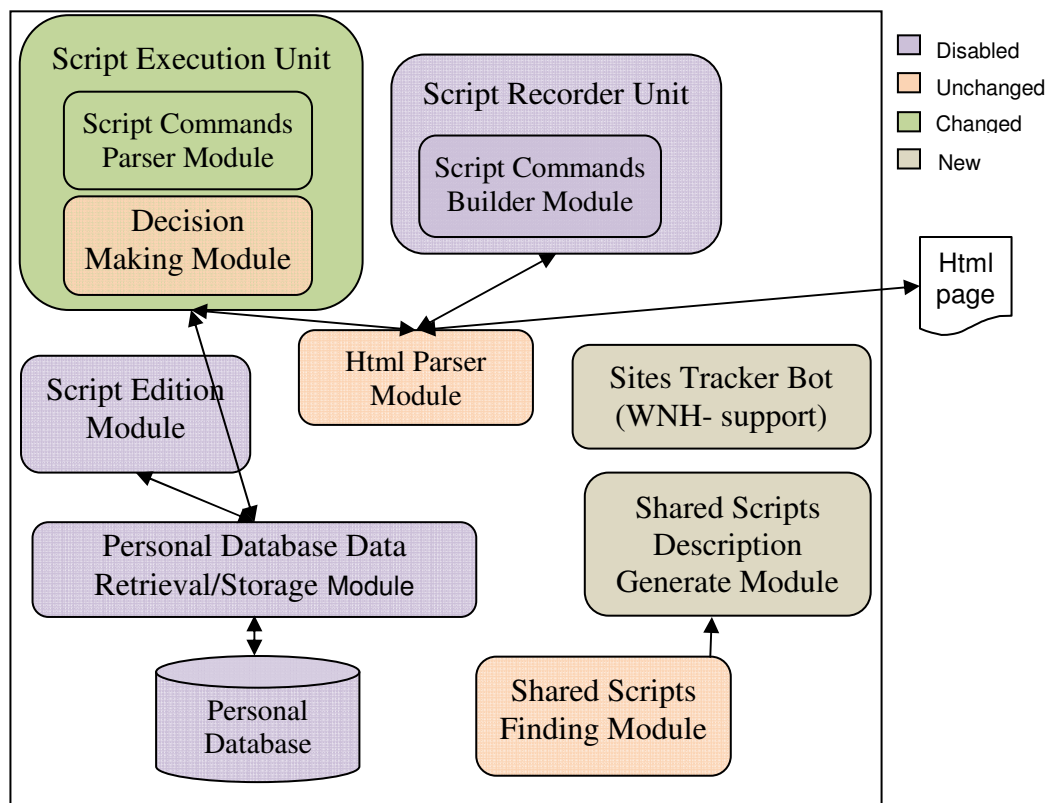 Script Execution Unit
Script Commands
Parser Module
Decision
Making Module
Script Recorder Unit
Script Commands
Builder Module
Disabled
Unchanged
Changed
New
Html
page
Html Parser
Module
Script Edition
Module
Sites Tracker Bot
(WNH- support)
Shared Scripts
Description
Generate Module
Personal Database Data
Retrieval/Storage Module
Personal
Database
Shared Scripts
Finding Module